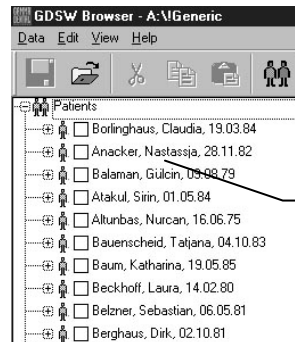 GDSW Browser - A:\!Generic
Data Edit View Help
Patients
Borlinghaus, Claudia, 19.03.84
Anacker, Nastassja, 28.11.82
Balaman, Gülcin, 09.08.79
Atakul, Sirin, 01.05.84
Altunbas, Nurcan, 16.06.75
Bauenscheid, Tatjana, 04.10.83
Baum, Katharina, 19.05.85
Beckhoff, Laura, 14.02.80
Belzner, Sebastian, 06.05.81
Berghaus, Dirk, 02.10.81